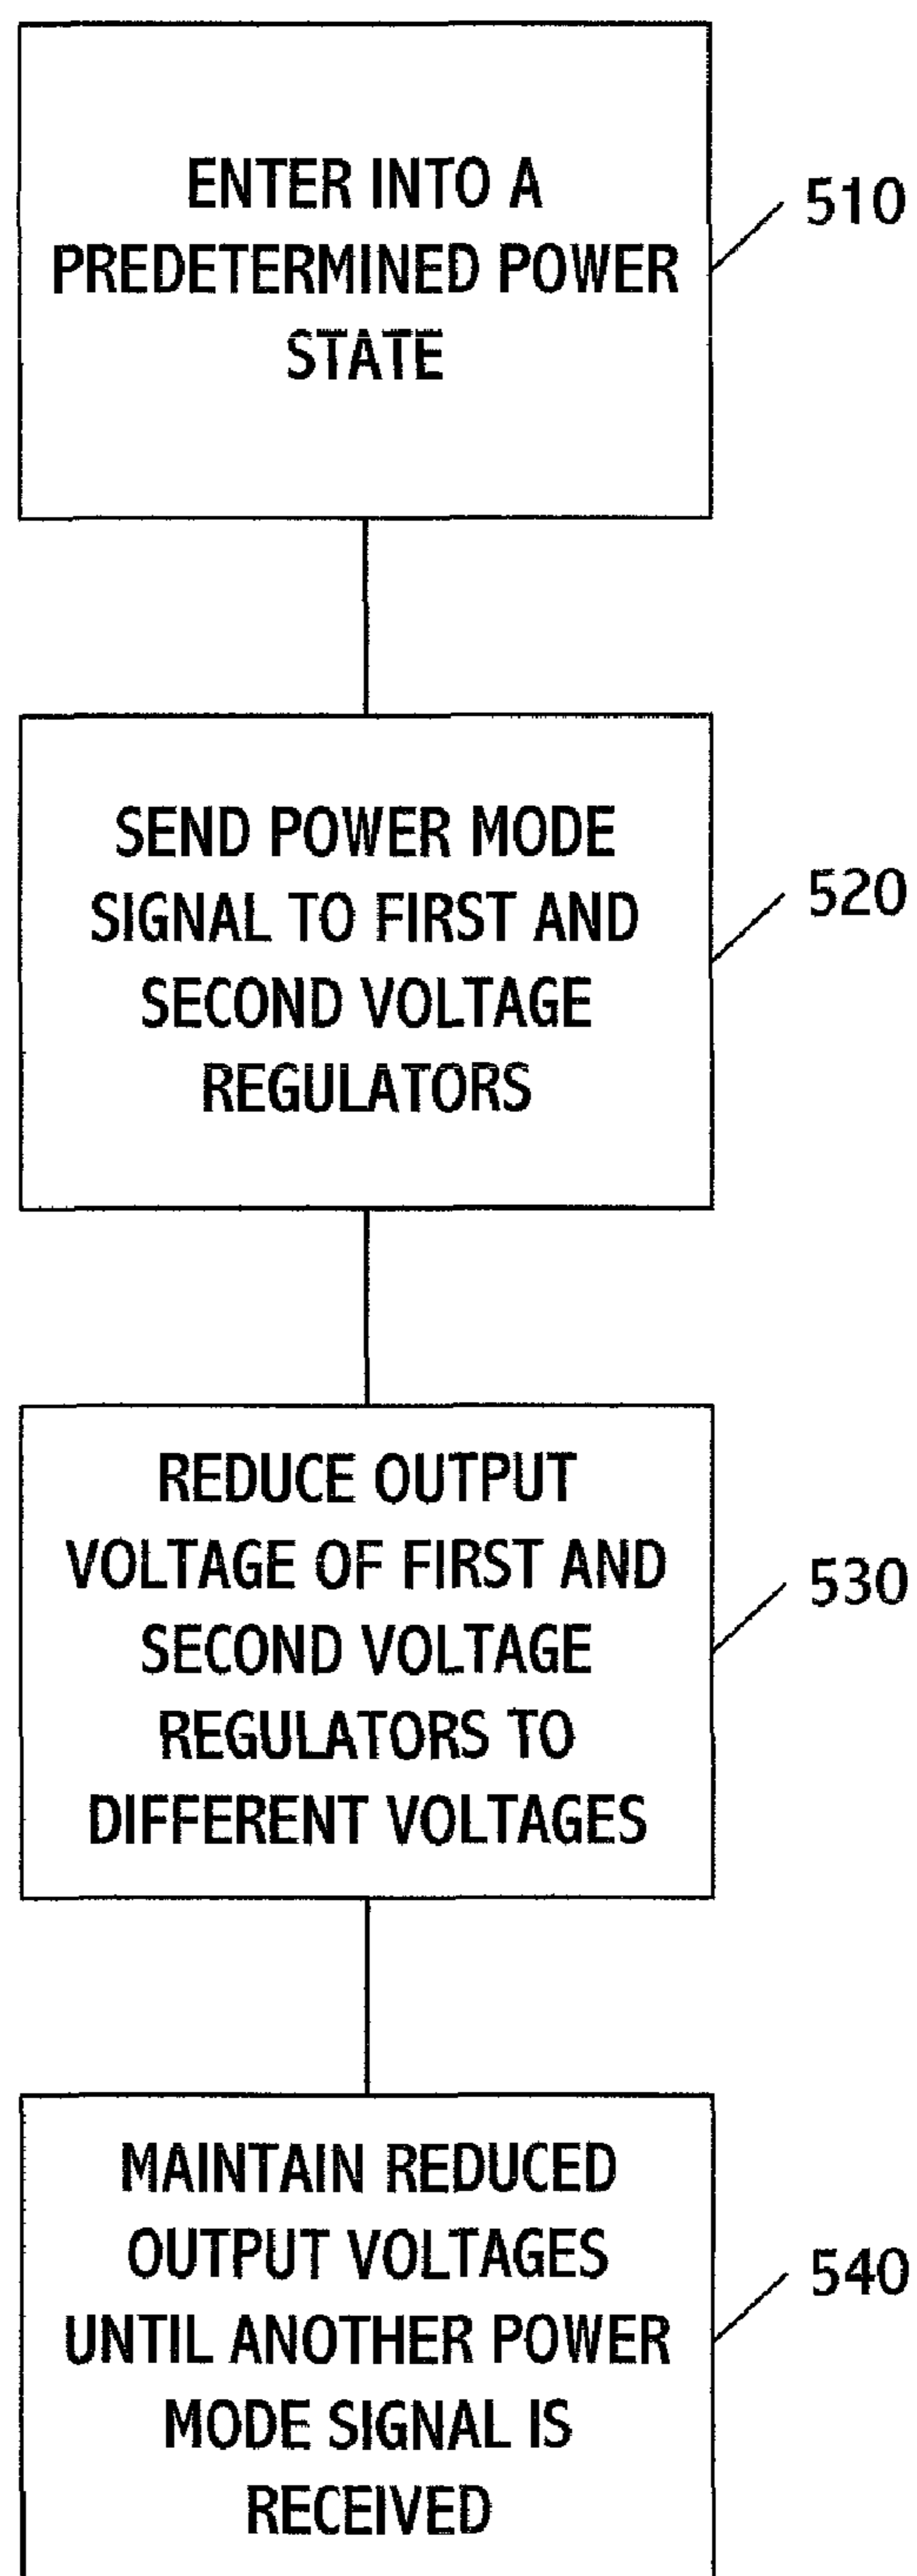 ENTER INTO A
PREDETERMINED POWER
STATE
510
SEND POWER MODE
SIGNAL TO FIRST AND
SECOND VOLTAGE
REGULATORS
520
REDUCE OUTPUT
VOLTAGE OF FIRST AND
SECOND VOLTAGE
REGULATORS TO
DIFFERENT VOLTAGES
530
MAINTAIN REDUCED
OUTPUT VOLTAGES
UNTIL ANOTHER POWER
MODE SIGNAL IS
RECEIVED
540